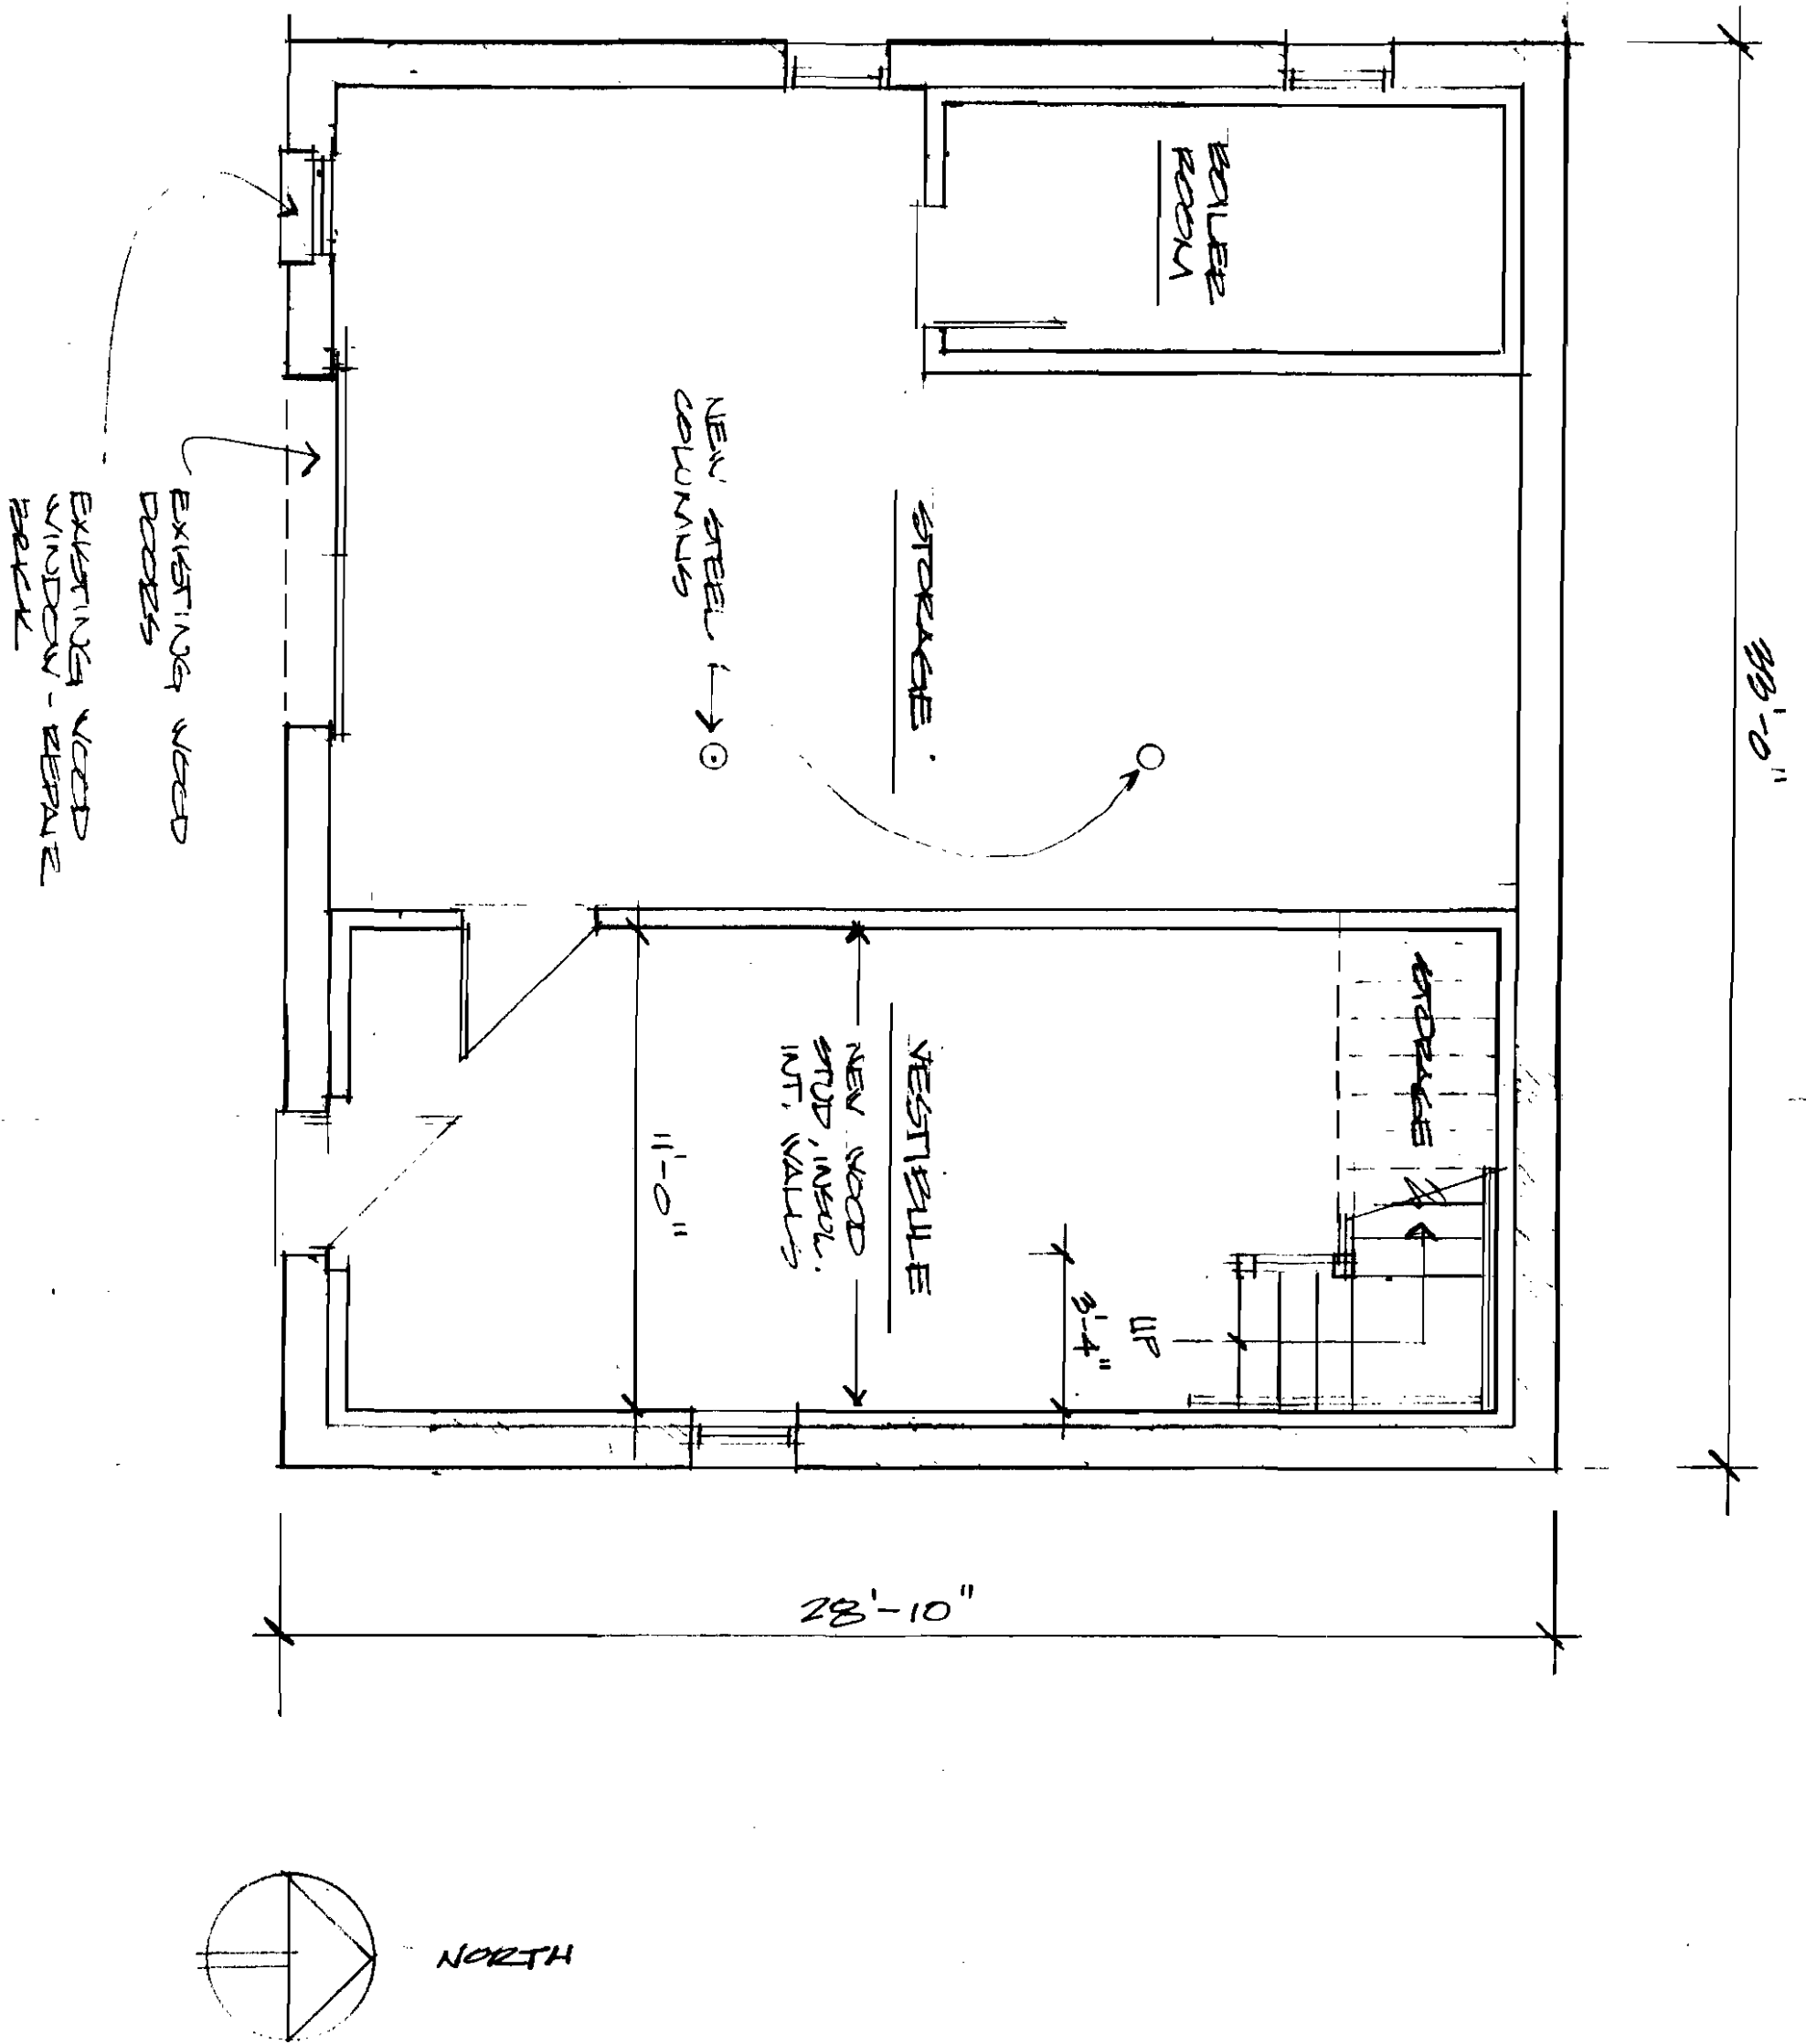 BOILER
ROOM
33'-0"
STORAGE
NEW STEEL
COLUMNS
EXISTING WOOD
DOORS
EXISTING WOOD
WINDOW - REPAIR
STORAGE
VESTIBULE
NEW WOOD
STUD, INSUL.
INT. WALLS
11'-0"
3'-4"
UP
28'-10"
NORTH